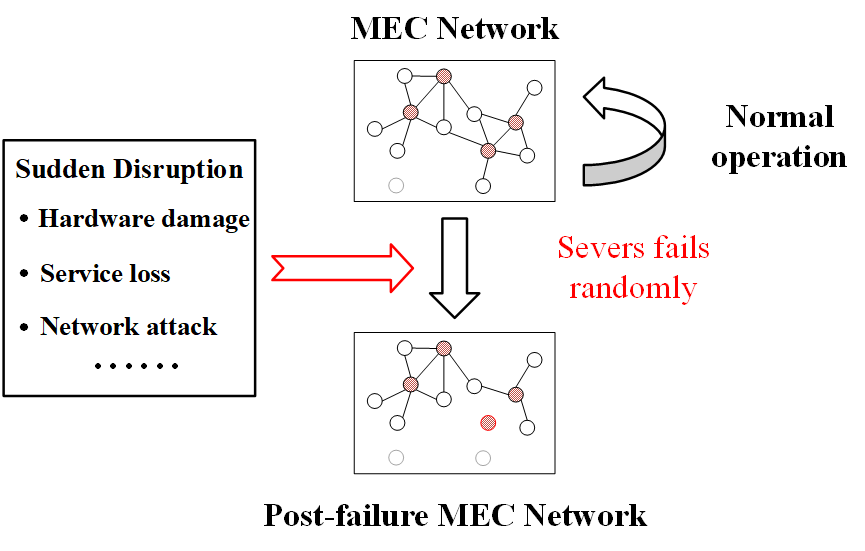 MEC Network
Normal
operation
Sudden Disruption
• Hardware damage
• Service loss
• Network attack
······
Severs fails
randomly
Post-failure MEC Network